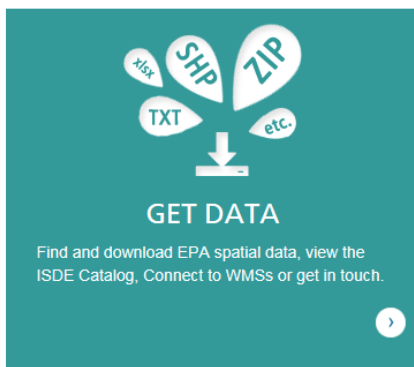 xlsx
SHP
ZIP
TXT
etc.
GET DATA
Find and download EPA spatial data, view the
ISDE Catalog, Connect to WMSs or get in touch.